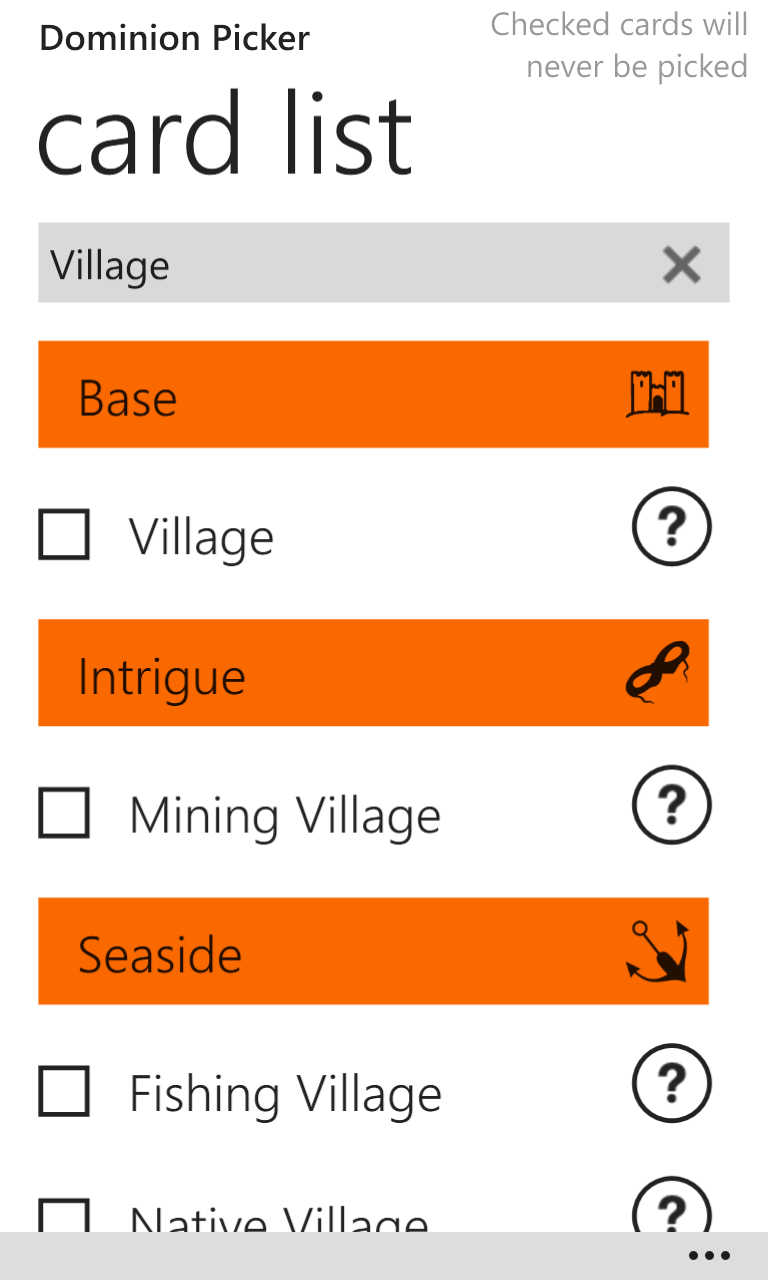 Dominion Picker
Checked cards will
never be picked
card list
Village
Base
Village
?
Intrigue
Mining Village
?
Seaside
Fishing Village
?
Native Village
?